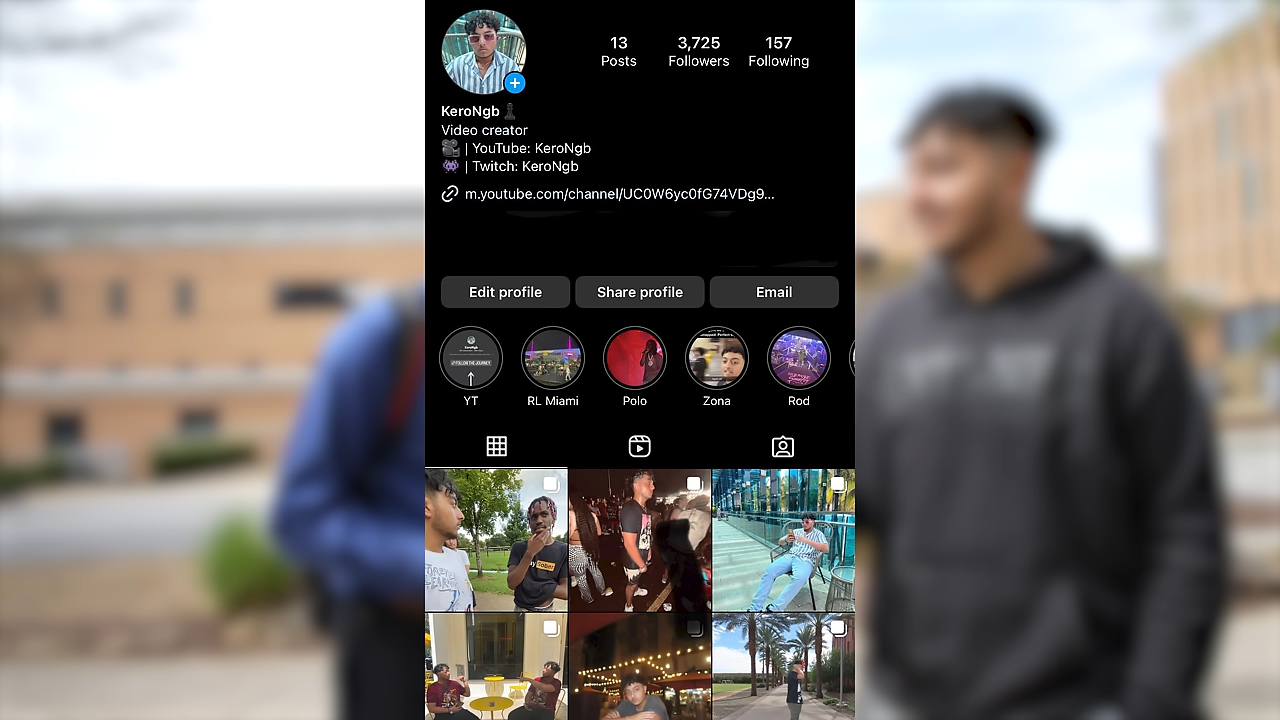 13 3,725 157
Posts Followers Following
KeroNgb
Video creator
| YouTube: KeroNgb
| Twitch: KeroNgb
m.youtube.com/channel/UC0W6yc0fG74VDg9...
Edit profile Share profile Email
YT RL Miami Polo Zona Rod